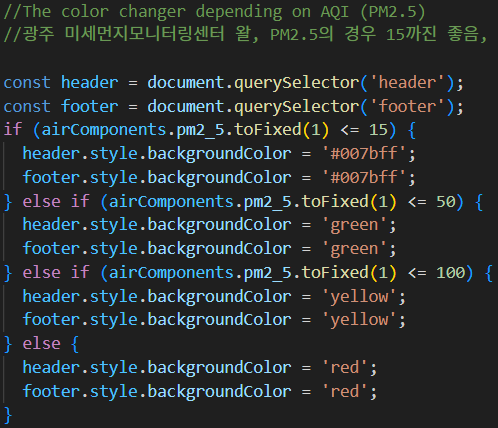 //The color changer depending on AQI (PM2.5)
//광주 미세먼지모니터링센터 왈, PM2.5의 경우 15까진 좋음,
const header = document.querySelector('header');
const footer = document.querySelector('footer');
if (airComponents.pm2_5.toFixed(1) <= 15) {
  header.style.backgroundColor = '#007bff';
  footer.style.backgroundColor = '#007bff';
} else if (airComponents.pm2_5.toFixed(1) <= 50) {
  header.style.backgroundColor = 'green';
  footer.style.backgroundColor = 'green';
} else if (airComponents.pm2_5.toFixed(1) <= 100) {
  header.style.backgroundColor = 'yellow';
  footer.style.backgroundColor = 'yellow';
} else {
  header.style.backgroundColor = 'red';
  footer.style.backgroundColor = 'red';
}